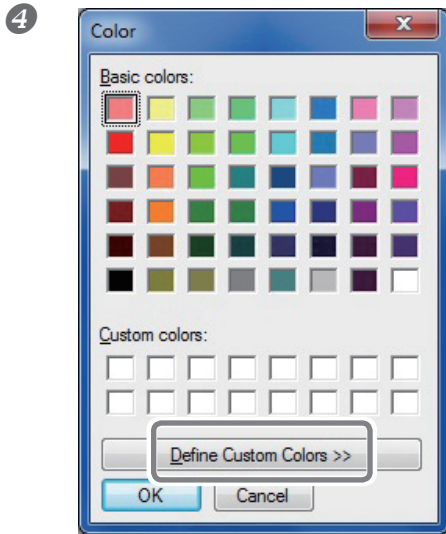 4
Color
x
Basic colors:
Custom colors:
Define Custom Colors >>
OK Cancel